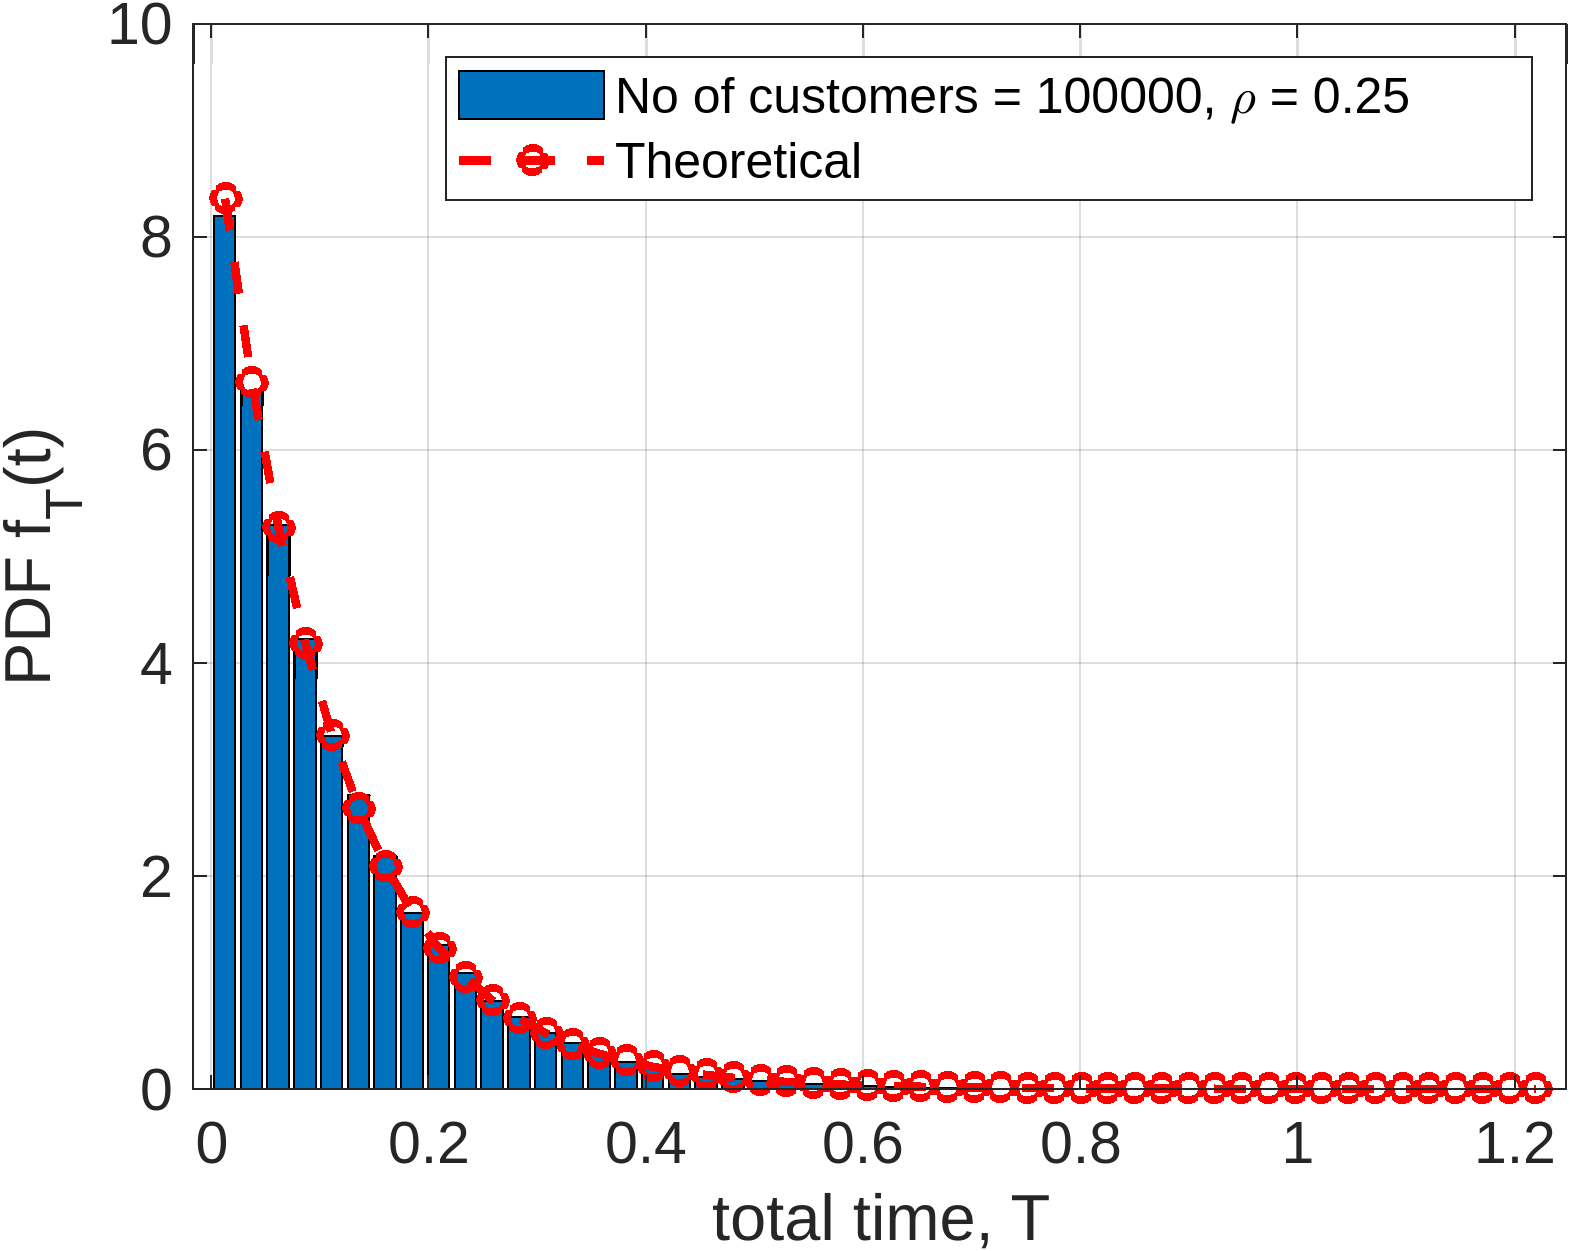 10
8
6
4
2
0
PDF f_T(t)
No of customers = 100000, ρ = 0.25
Theoretical
0 0.2 0.4 0.6 0.8 1 1.2
total time, T